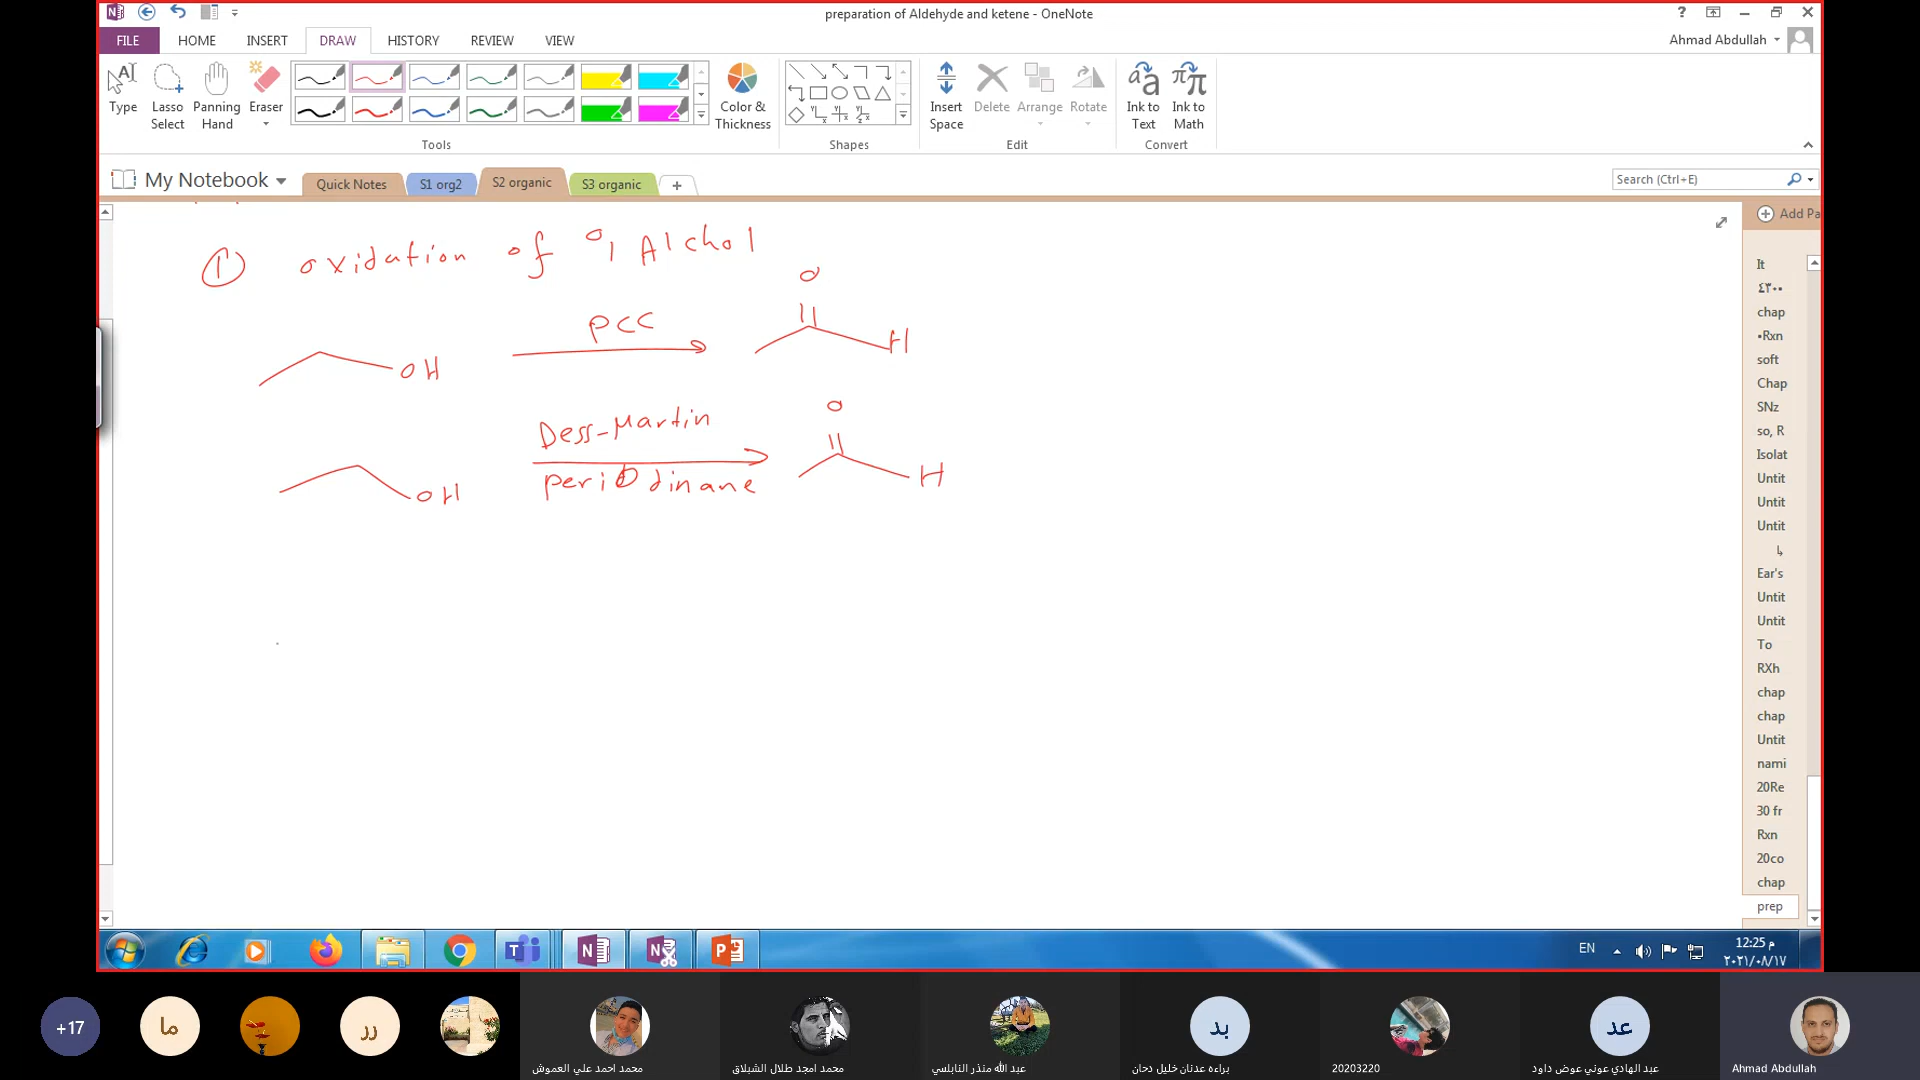 preparation of Aldehyde and ketene - OneNote
FILE HOME INSERT DRAW HISTORY REVIEW VIEW
Ahmad Abdullah
Type
Lasso Select
Panning Hand
Eraser
Color & Thickness
Insert Space
Delete
Arrange
Rotate
Ink to Text
Ink to Math
Tools
Shapes
Edit
Convert
My Notebook
Quick Notes
S1 org2
S2 organic
S3 organic
Search (Ctrl+E)
Add Pa
① oxidation of °1 Alchol
OH PCC O H
OH Dess-Martin periodinane O H
It
٤٣٠٠
chap
•Rxn
soft
Chap
SNz
so, R
Isolat
Untit
Untit
Untit
↳
Ear's
Untit
Untit
To
RXh
chap
chap
Untit
nami
20Re
30 fr
Rxn
20co
chap
prep
EN
12:25 م
٢٠٢١/٠٨/١٧
+17
ما
رر
محمد احمد علي العموش
محمد امجد طلال الشبلاق
عبد الله منذر النابلسي
بد
براءه عدنان خليل دحان
20203220
عد
عبد الهادي عوني عوض داود
Ahmad Abdullah